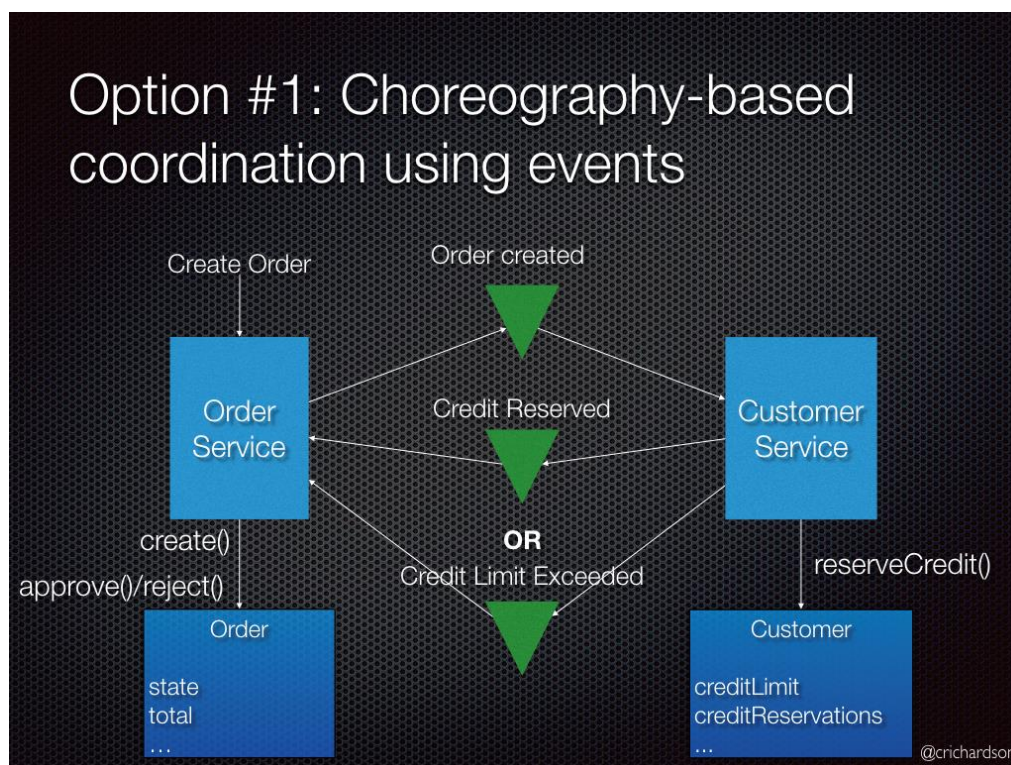 Option #1: Choreography-based
coordination using events
Create Order
Order created
Order
Service
Credit Reserved
Customer
Service
OR
Credit Limit Exceeded
create()
approve()/reject()
reserveCredit()
Order
state
total
...
Customer
creditLimit
creditReservations
...
@crichardson